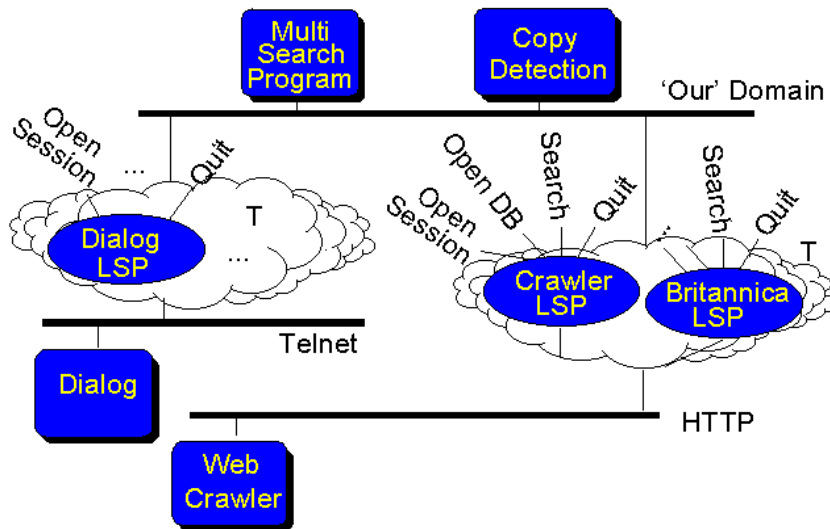 Multi
Search
Program
Copy
Detection
'Our' Domain
Open
Session
...
Quit
T
Dialog
LSP
...
Open
Session
Open DB
Search
Quit
...
Search
Quit
T
Crawler
LSP
Britannica
LSP
Telnet
Dialog
HTTP
Web
Crawler